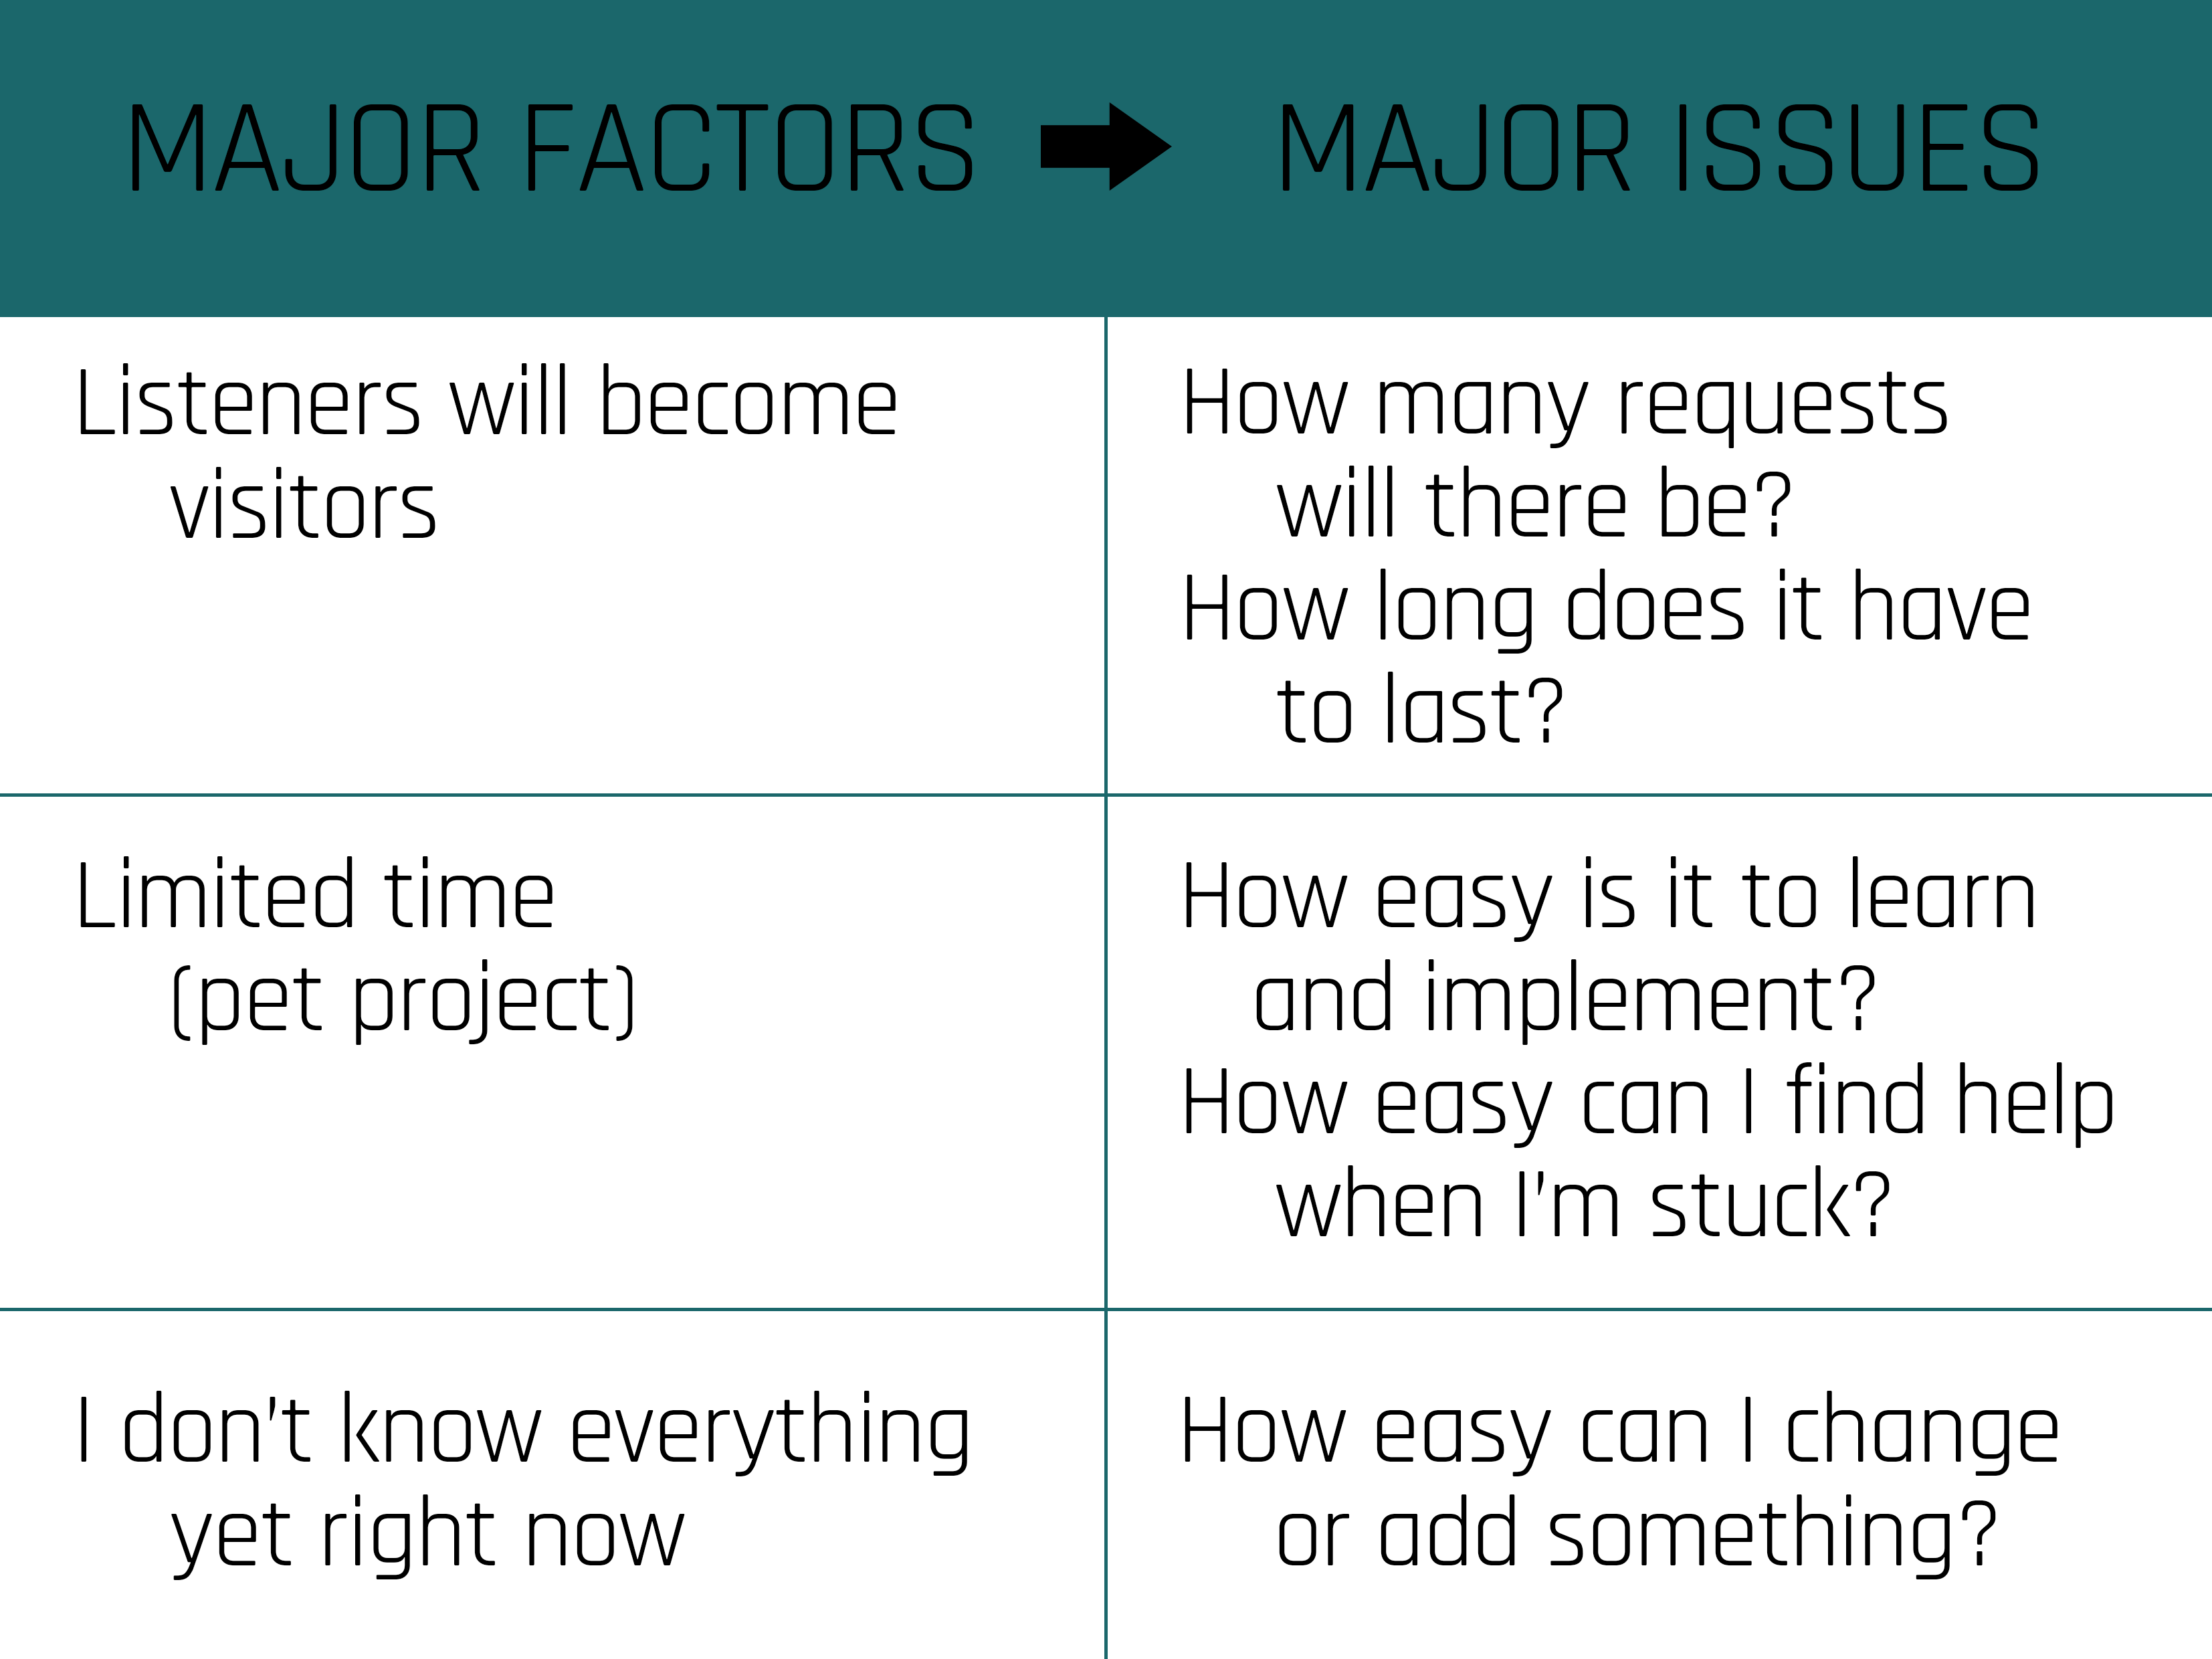 MAJOR FACTORS MAJOR ISSUES
Listeners will become
visitors
How many requests
will there be?
How long does it have
to last?
Limited time
(pet project)
How easy is it to learn
and implement?
How easy can I find help
when I'm stuck?
I don't know everything
yet right now
How easy can I change
or add something?